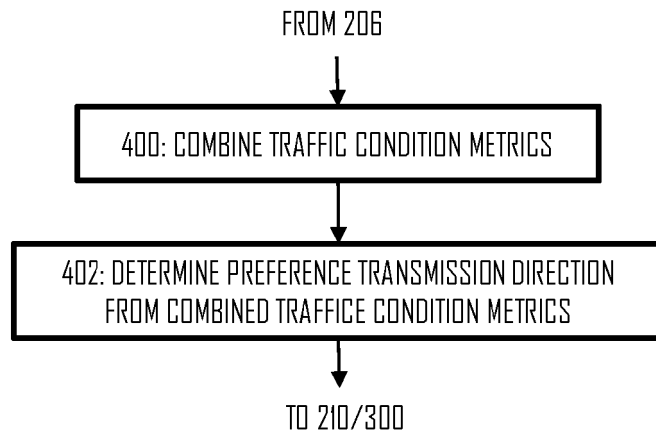 FROM 206
400: COMBINE TRAFFIC CONDITION METRICS
402: DETERMINE PREFERENCE TRANSMISSION DIRECTION
FROM COMBINED TRAFFICE CONDITION METRICS
TO 210/300